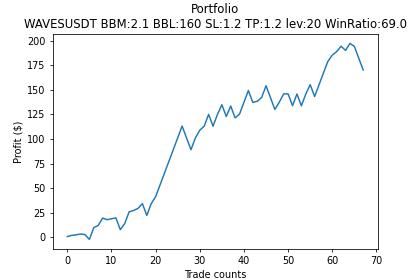 Portfolio
WAVESUSDT BBM:2.1 BBL:160 SL:1.2 TP:1.2 lev:20 WinRatio:69.0
200
175
150
125
100
75
50
25
0
Profit ($)
0 10 20 30 40 50 60 70
Trade counts